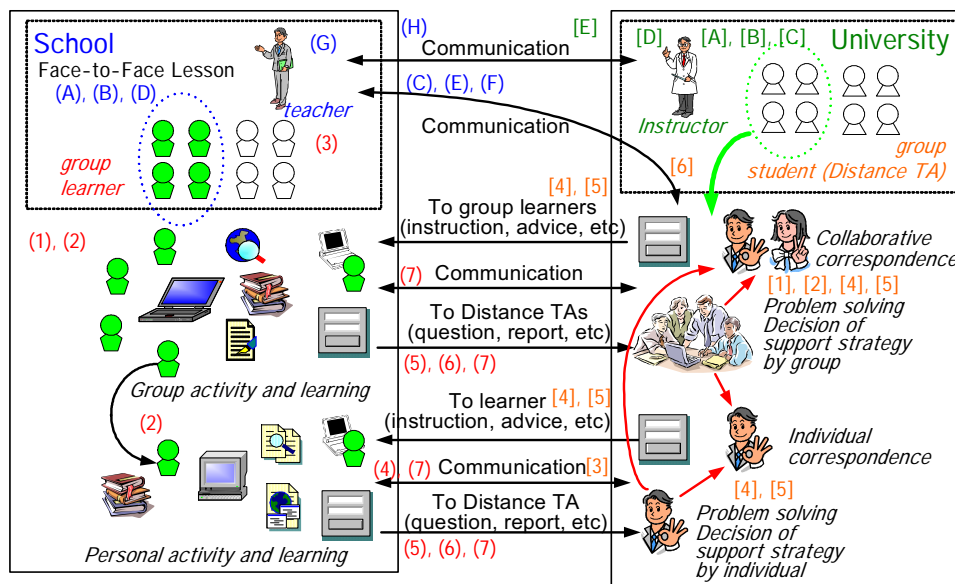 School
(G)
Face-to-Face Lesson
(A), (B), (D)
teacher
(3)
group
learner
(H)
Communication
[E]
(C), (E), (F)
Communication
[D]
[A], [B], [C]
University
Instructor
group
student (Distance TA)
[6]
(1), (2)
[4], [5]
To group learners
(instruction, advice, etc)
(7)
Communication
To Distance TAs
(question, report, etc)
(5), (6), (7)
Group activity and learning
Collaborative
correspondence
[1], [2], [4], [5]
Problem solving
Decision of
support strategy
by group
(2)
To learner
[4], [5]
(instruction, advice, etc)
(4), (7)
Communication
[3]
To Distance TA
(question, report, etc)
(5), (6), (7)
Personal activity and learning
Individual
correspondence
[4], [5]
Problem solving
Decision of
support strategy
by individual